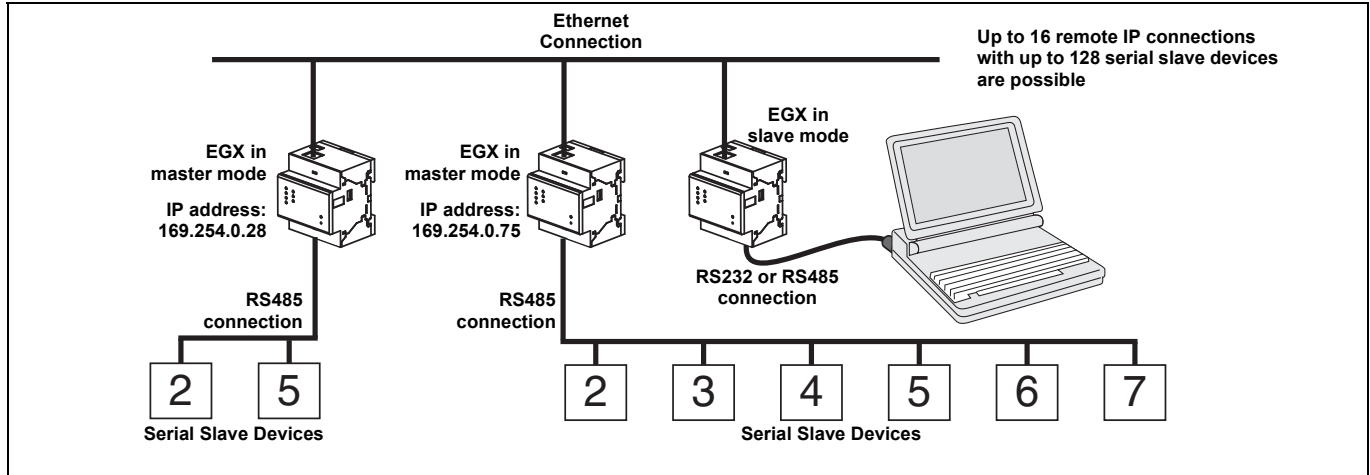 Ethernet
Connection
Up to 16 remote IP connections
with up to 128 serial slave devices
are possible
EGX in
master mode
IP address:
169.254.0.28
EGX in
master mode
IP address:
169.254.0.75
EGX in
slave mode
RS232 or RS485
connection
RS485
connection
RS485
connection
2
5
2
3
4
5
6
7
Serial Slave Devices
Serial Slave Devices